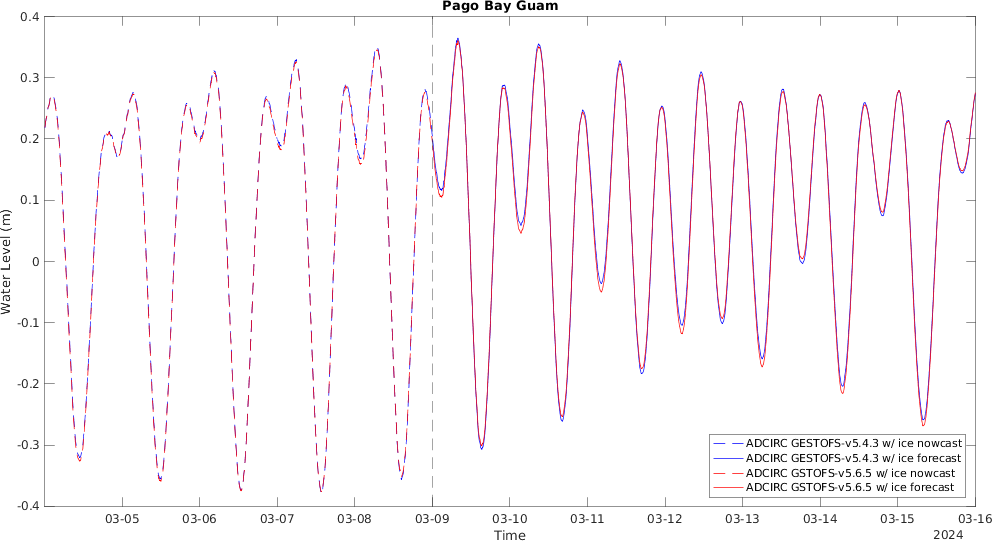 Pago Bay Guam
0.4
0.3
0.2
0.1
0
-0.1
-0.2
-0.3
-0.4
Water Level (m)
03-05 03-06 03-07 03-08 03-09 03-10 03-11 03-12 03-13 03-14 03-15 03-16
Time
2024
ADCIRC GESTOFS-v5.4.3 w/ ice nowcast
ADCIRC GESTOFS-v5.4.3 w/ ice forecast
ADCIRC GSTOFS-v5.6.5 w/ ice nowcast
ADCIRC GSTOFS-v5.6.5 w/ ice forecast